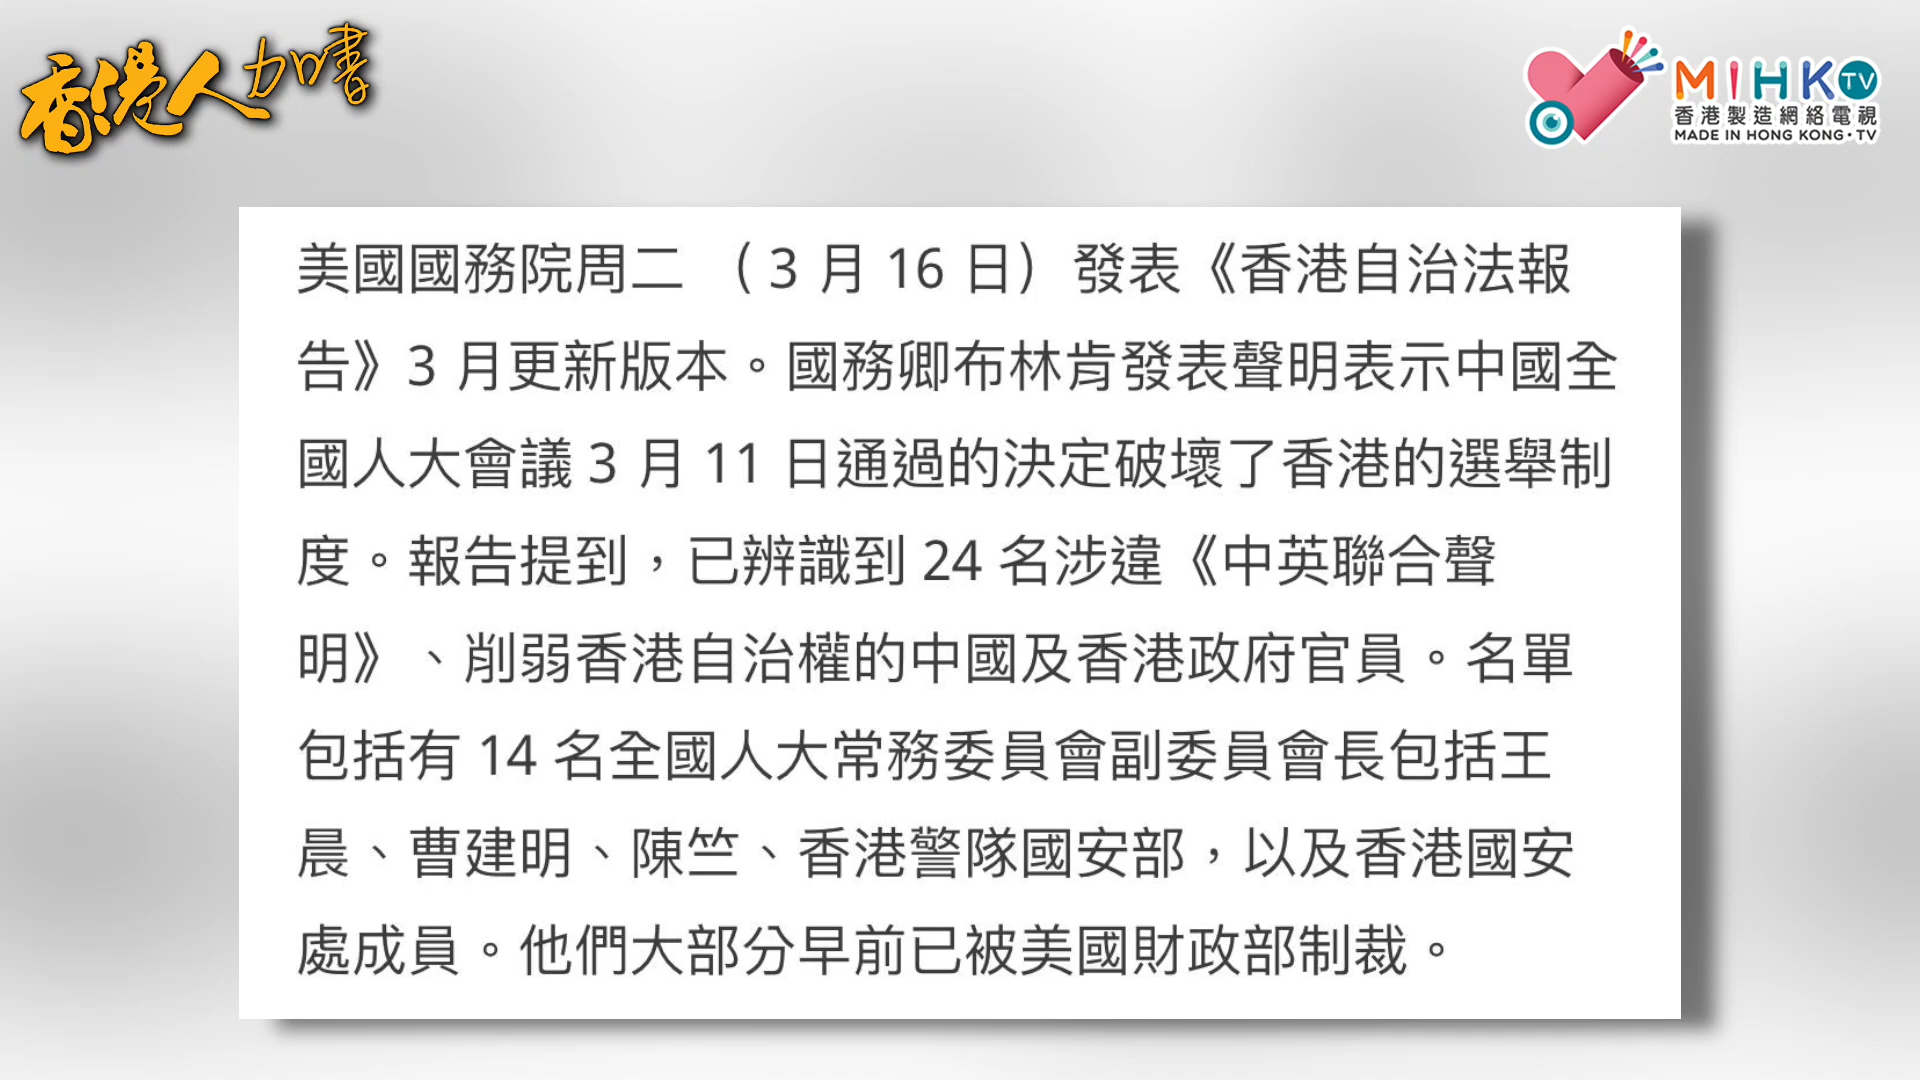 香港人加書
MIHK TV
香港製造網絡電視
MADE IN HONG KONG・TV
美國國務院周二 （3 月 16 日）發表《香港自治法報
告》3 月更新版本。國務卿布林肯發表聲明表示中國全
國人大會議 3 月 11 日通過的決定破壞了香港的選舉制
度。報告提到，已辨識到 24 名涉違《中英聯合聲
明》、削弱香港自治權的中國及香港政府官員。名單
包括有 14 名全國人大常務委員會副委員會長包括王
晨、曹建明、陳竺、香港警隊國安部，以及香港國安
處成員。他們大部分早前已被美國財政部制裁。